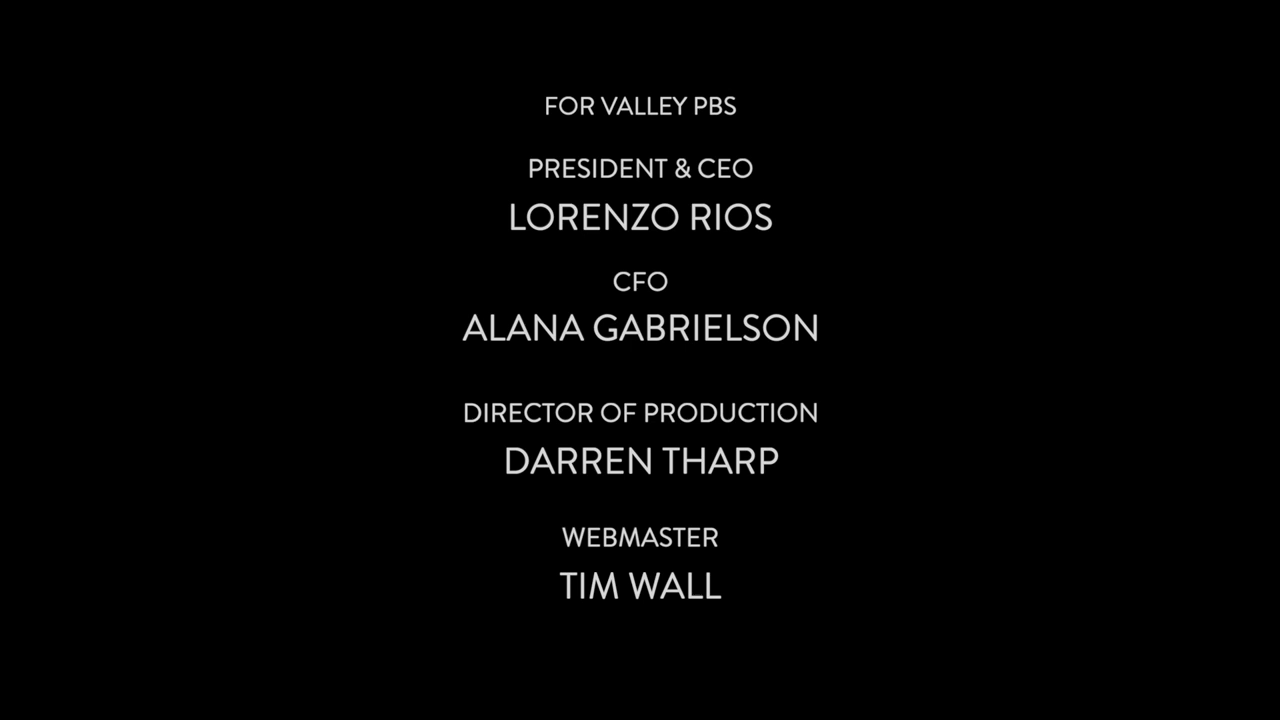 FOR VALLEY PBS
PRESIDENT & CEO
LORENZO RIOS
CFO
ALANA GABRIELSON
DIRECTOR OF PRODUCTION
DARREN THARP
WEBMASTER
TIM WALL